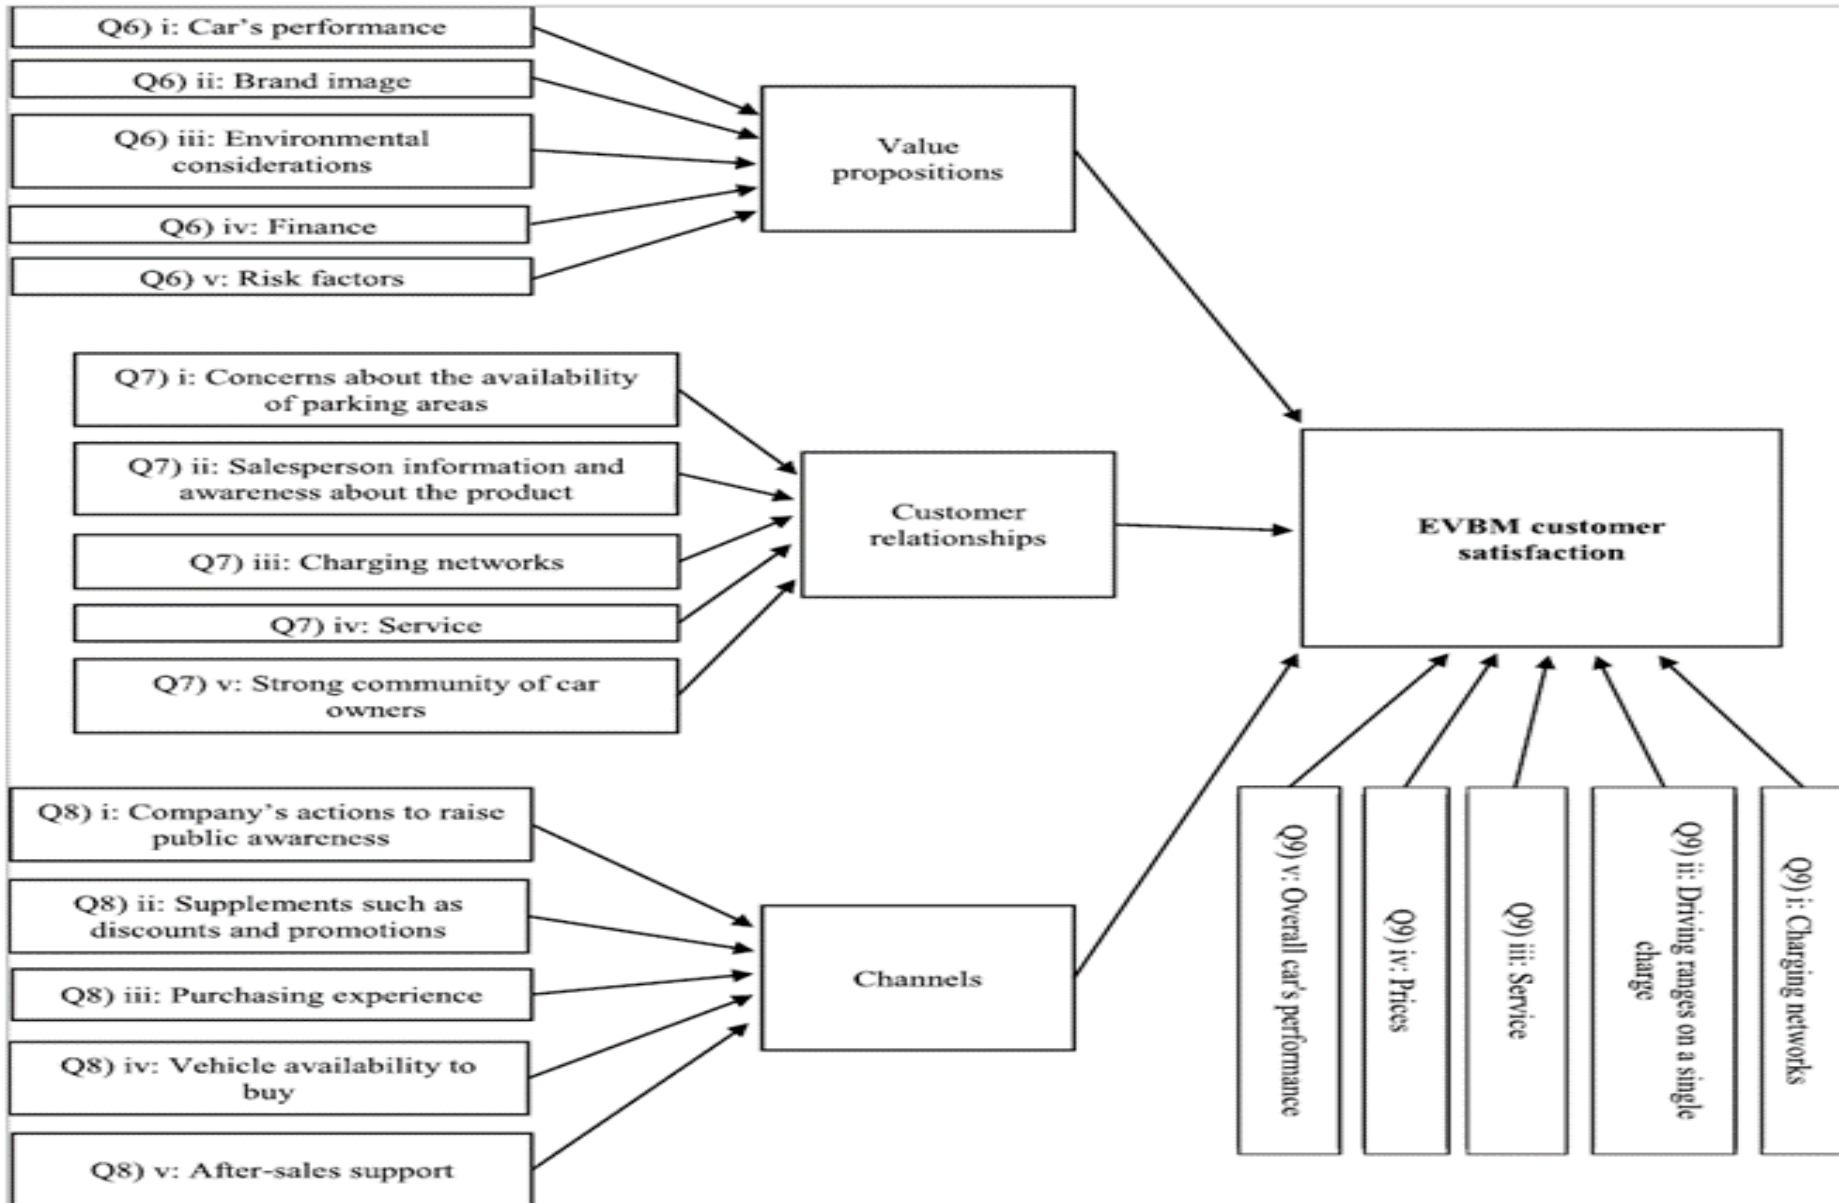 Q6) i: Car's performance
Q6) ii: Brand image
Q6) iii: Environmental
considerations
Q6) iv: Finance
Q6) v: Risk factors
Value
propositions
Q7) i: Concerns about the availability
of parking areas
Q7) ii: Salesperson information and
awareness about the product
Q7) iii: Charging networks
Q7) iv: Service
Q7) v: Strong community of car
owners
Customer
relationships
EVBM customer
satisfaction
Q8) i: Company's actions to raise
public awareness
Q8) ii: Supplements such as
discounts and promotions
Q8) iii: Purchasing experience
Q8) iv: Vehicle availability to
buy
Q8) v: After-sales support
Channels
Q9) v: Overall car's performance
Q9) iv: Prices
Q9) iii: Service
Q9) ii: Driving ranges on a single
charge
Q9) i: Charging networks